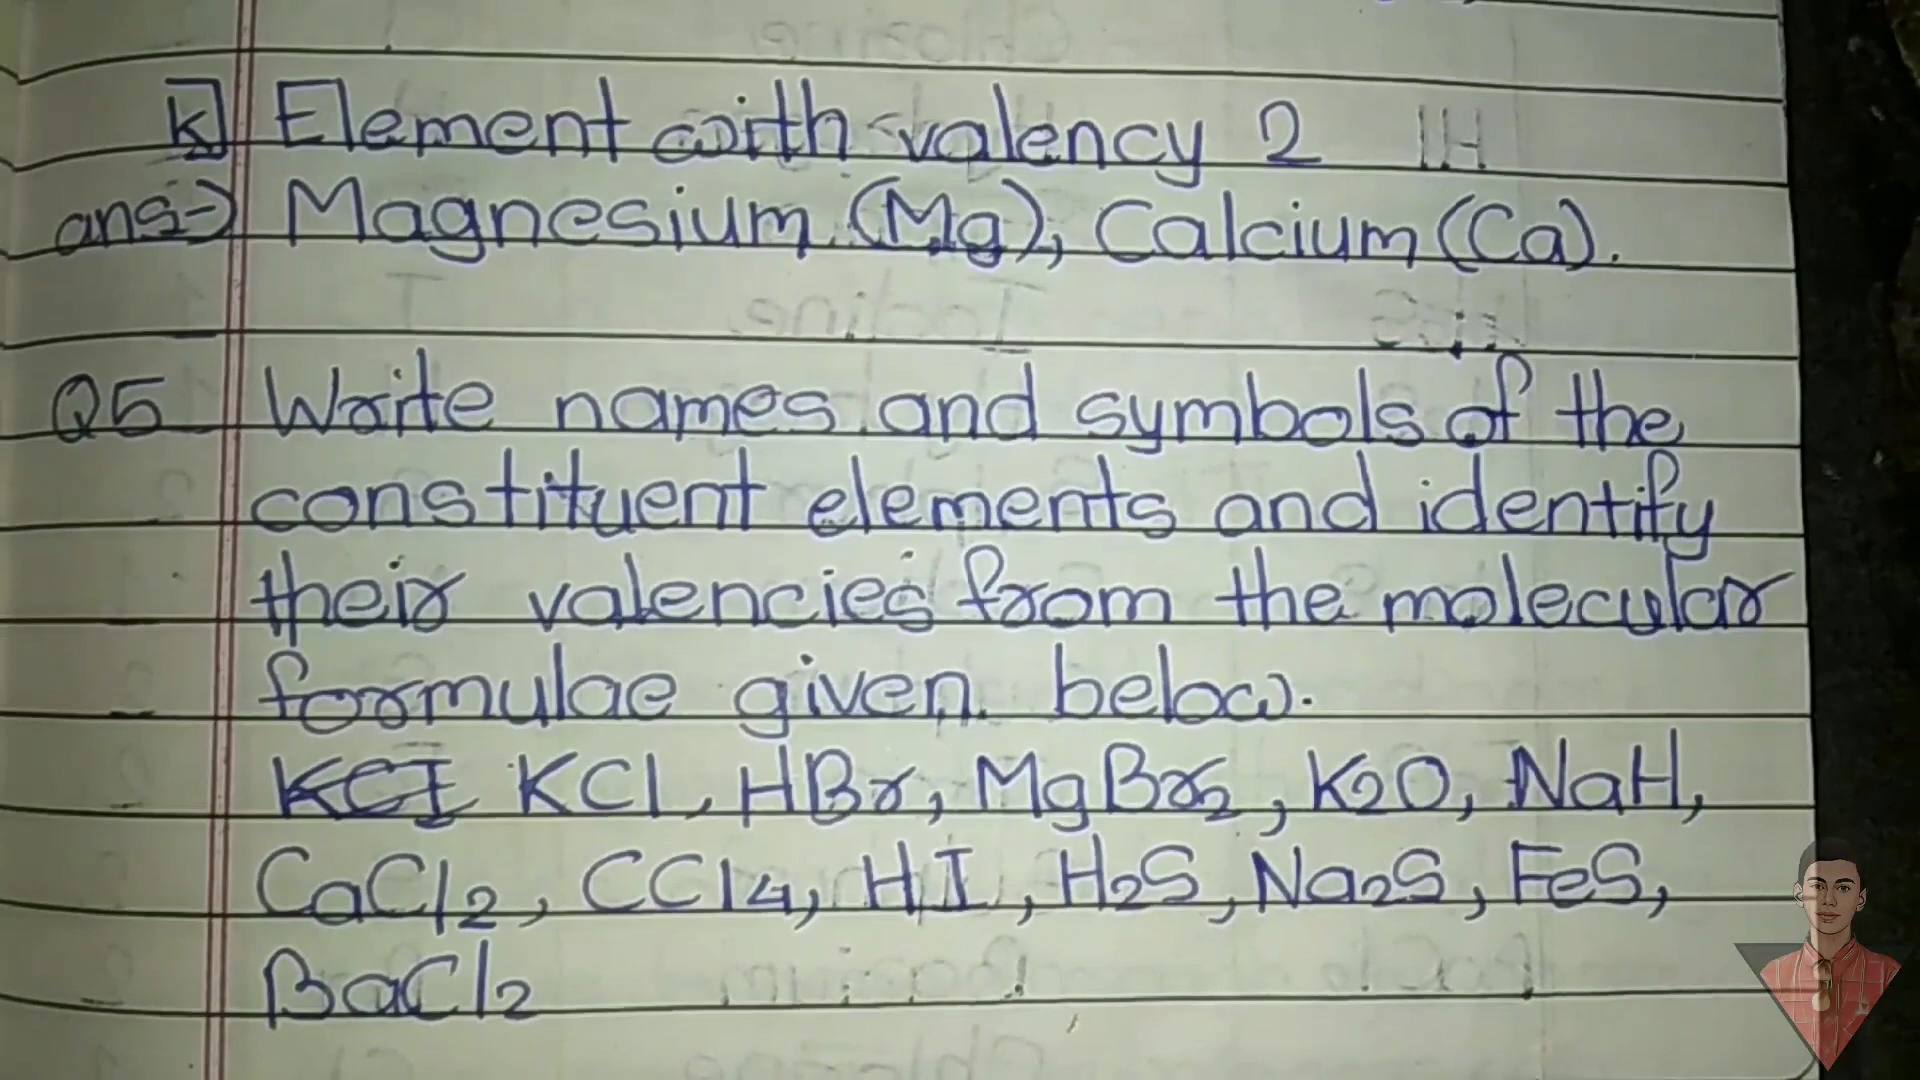 k] Element with valency 2
ans→ Magnesium (Mg), Calcium (Ca).
Q5 Write names and symbols of the
constituent elements and identify
their valencies from the molecular
formulae given below.
KCI KCl, HBr, MgBr2, K2O, NaH,
CaCl2, CCl4, HI, H2S, Na2S, FeS,
BaCl2